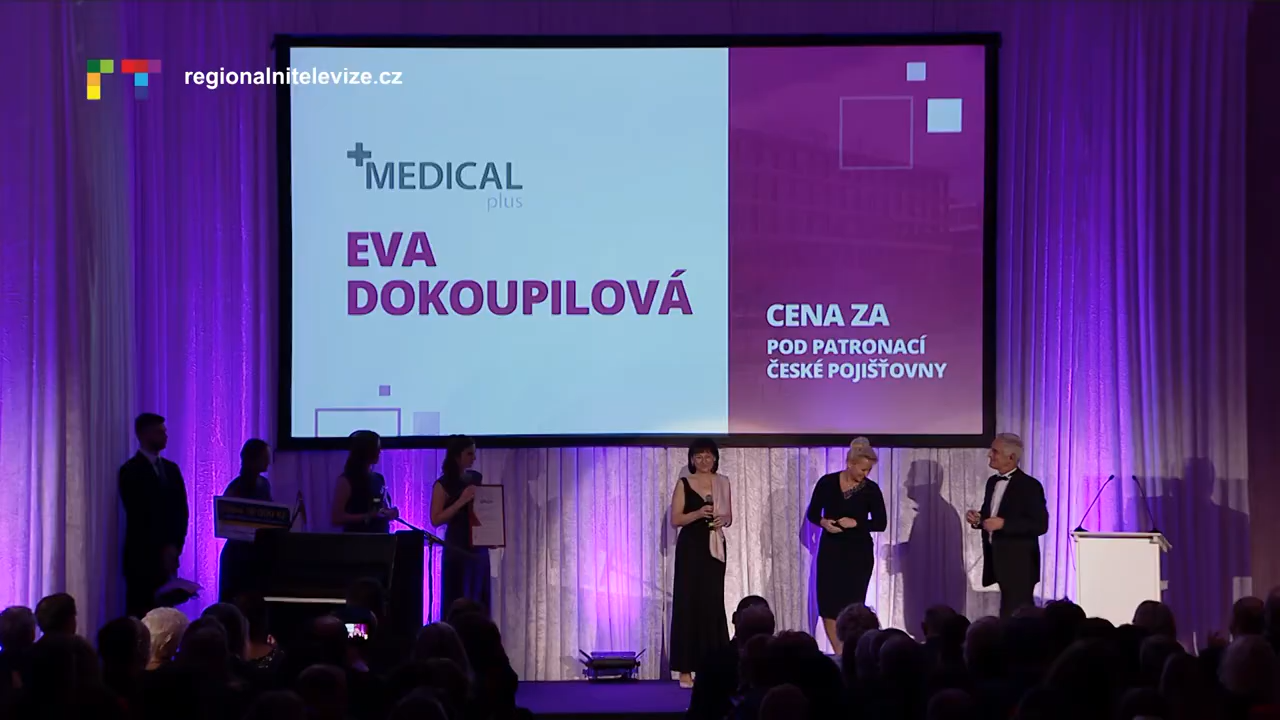 regionalnitelevize.cz
MEDICAL
plus
EVA
DOKOUPILOVÁ
CENA ZA
POD PATRONACÍ
ČESKÉ POJIŠŤOVNY